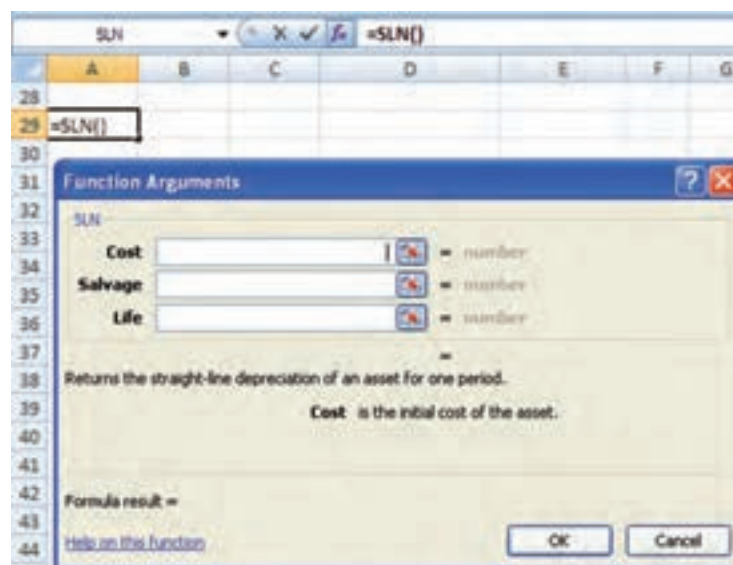 SLN =SLN()
A B C D E F G
28
29 =SLN()
30
31 Function Arguments ?
32 SLN
33 Cost = number
34
35 Salvage = number
36 Life = number
37 =
38 Returns the straight-line depreciation of an asset for one period.
39 Cost is the initial cost of the asset.
40
41
42 Formula result =
43
44 Help on this function OK Cancel